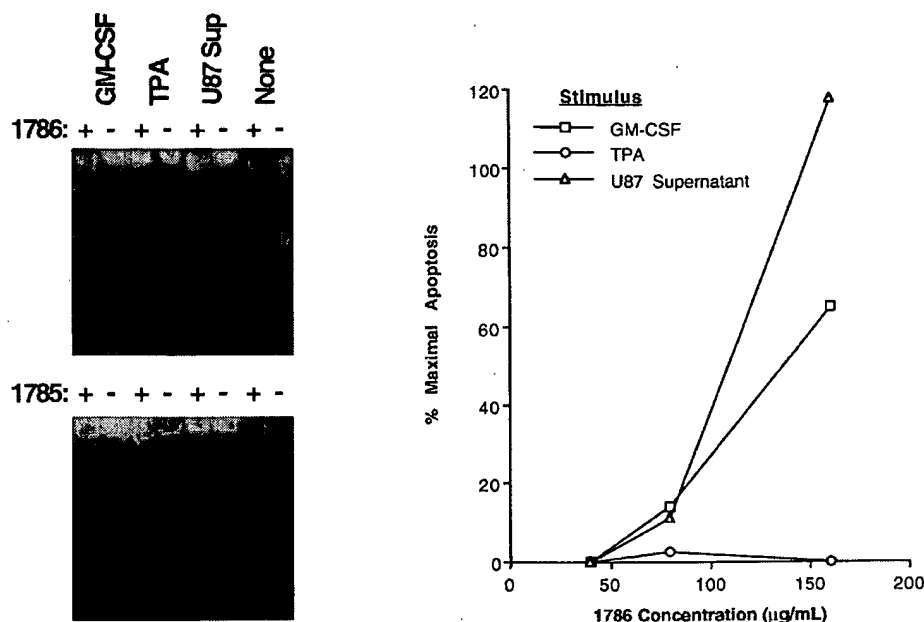 GM-CSF
TPA
U87 Sup
None
1786: + - + - + - + -
1785: + - + - + - + -
Stimulus
GM-CSF
TPA
U87 Supernatant
% Maximal Apoptosis
120
100
80
60
40
20
0
0 50 100 150 200
1786 Concentration (µg/mL)